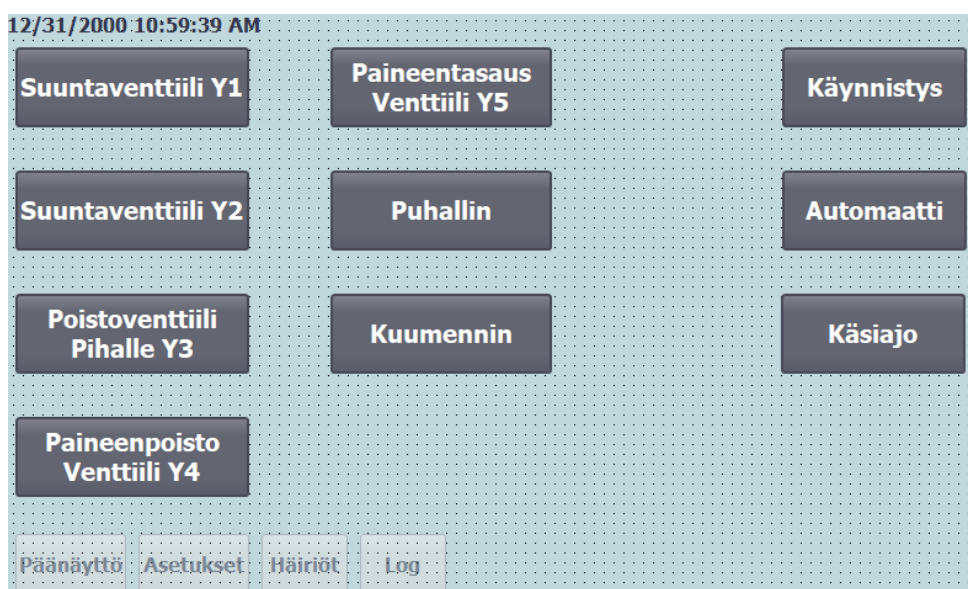 12/31/2000 10:59:39 AM
Suuntaventtiili Y1
Paineentasaus
Venttiili Y5
Käynnistys
Suuntaventtiili Y2
Puhallin
Automaatti
Poistoventtiili
Pihalle Y3
Kuumennin
Käsiajo
Paineenpoisto
Venttiili Y4
Päänäyttö
Asetukset
Häiriöt
Log